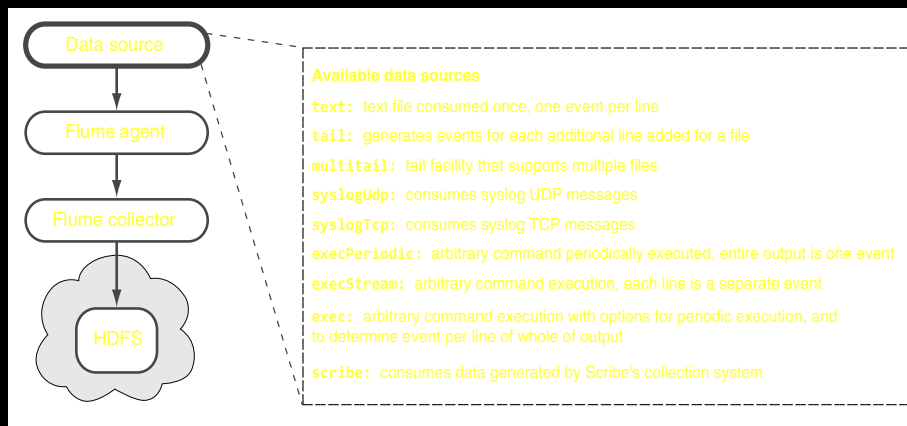 Data source
Flume agent
Flume collector
HDFS
Available data sources
text: text file consumed once, one event per line
tail: generates events for each additional line added for a file
multitail: tail facility that supports multiple files
syslogUdp: consumes syslog UDP messages
syslogTcp: consumes syslog TCP messages
execPeriodic: arbitrary command periodically executed, entire output is one event
execStream: arbitrary command execution, each line is a separate event
exec: arbitrary command execution with options for periodic execution, and
to determine event per line of whole of output
scribe: consumes data generated by Scribe's collection system